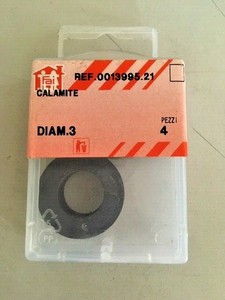 REF.0013995.21
CALAMITE
DIAM.3
PEZZI
4